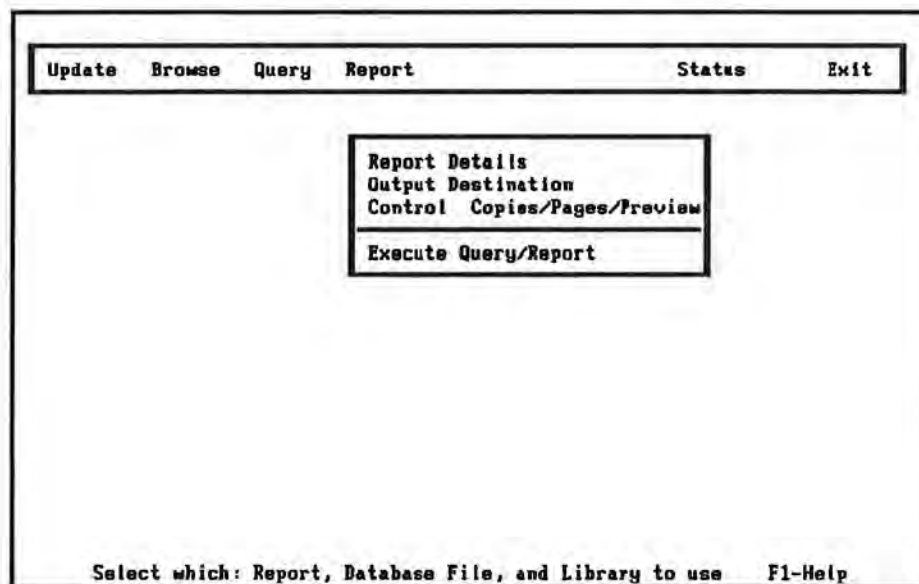 Update Browse Query Report Status Exit
Report Details
Output Destination
Control Copies/Pages/Preview
Execute Query/Report
Select which: Report, Database File, and Library to use F1-Help